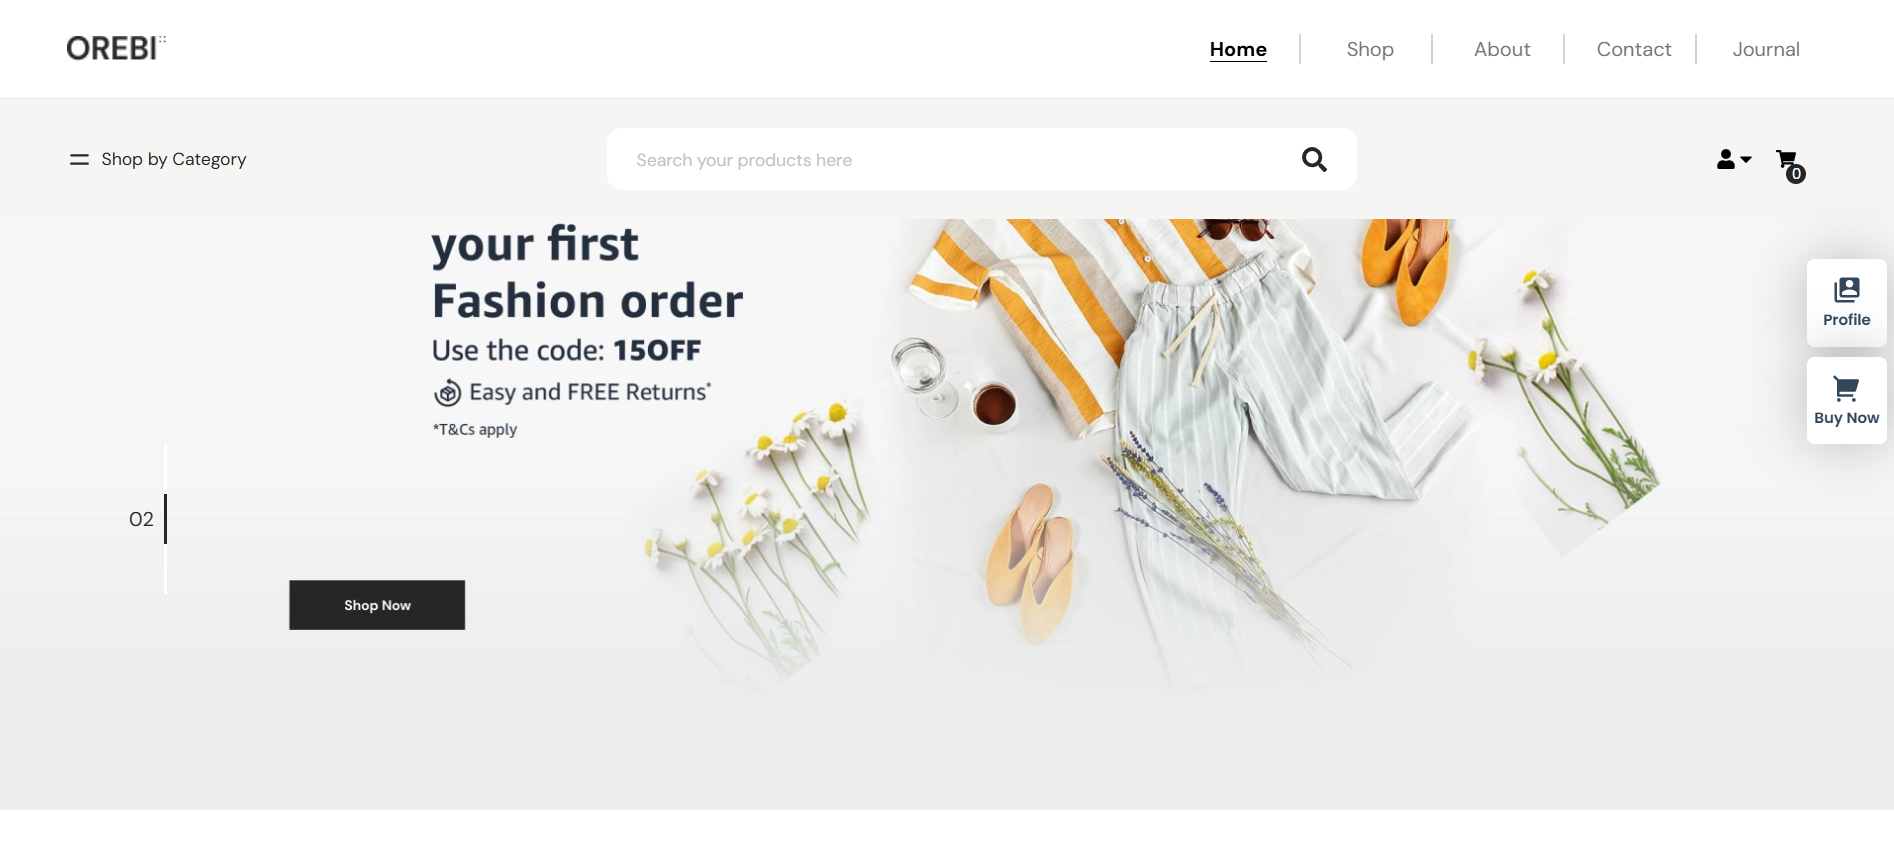 OREBI
Home
Shop
About
Contact
Journal
Shop by Category
Search your products here
0
your first
Fashion order
Use the code: 15OFF
Easy and FREE Returns*
*T&Cs apply
Profile
Buy Now
02
Shop Now